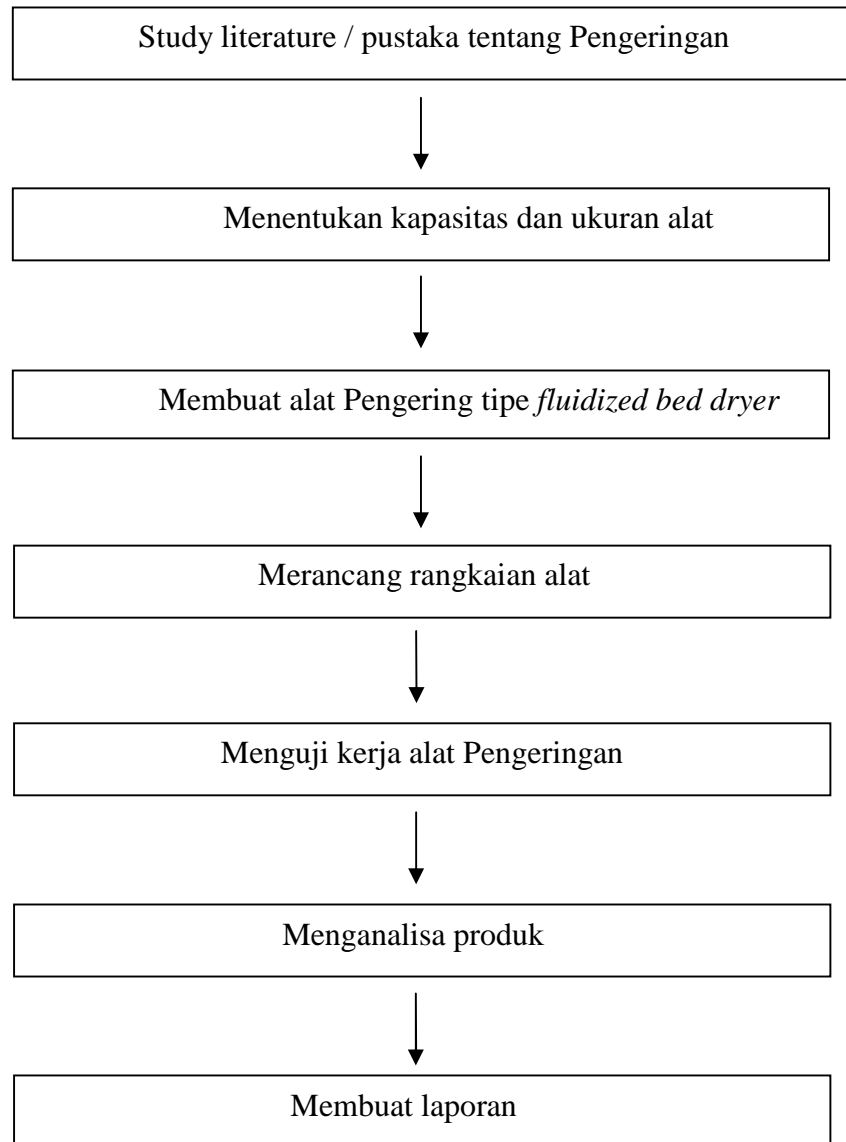 Study literature / pustaka tentang Pengeringan
Menentukan kapasitas dan ukuran alat
Membuat alat Pengering tipe fluidized bed dryer
Merancang rangkaian alat
Menguji kerja alat Pengeringan
Menganalisa produk
Membuat laporan